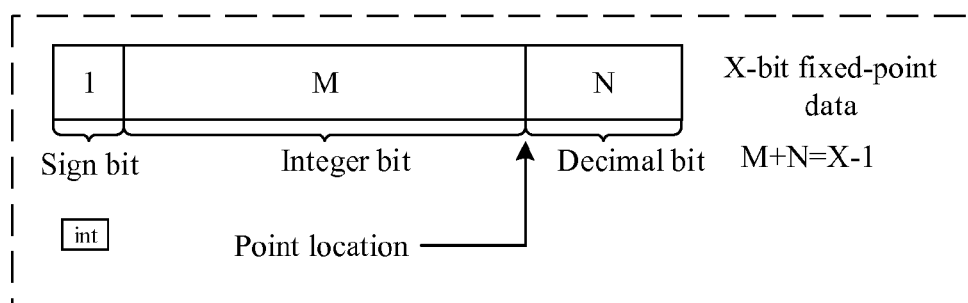 1 M N
X-bit fixed-point
data
Sign bit Integer bit Decimal bit
M+N=X-1
int
Point location